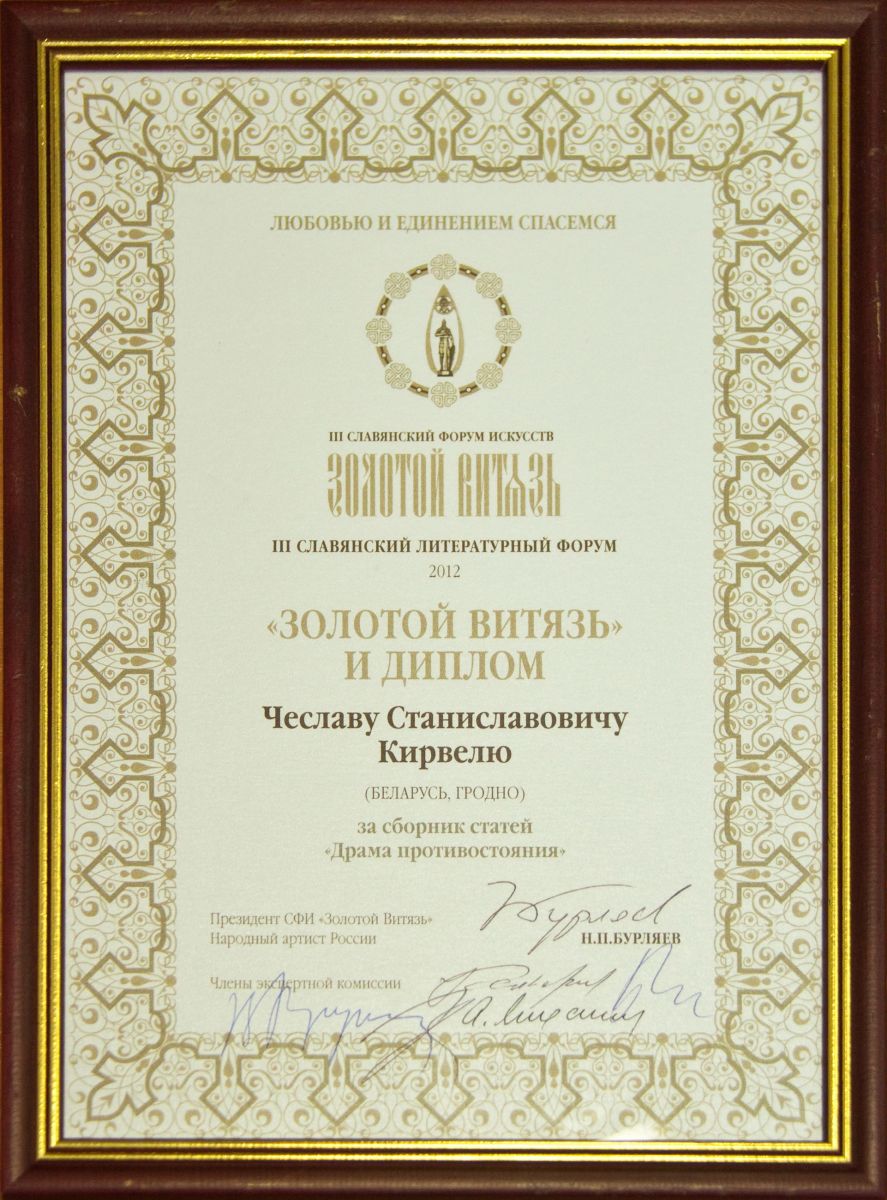 ЛЮБОВЬЮ И ЕДИНЕНИЕМ СПАСЕМСЯ
III СЛАВЯНСКИЙ ФОРУМ ИСКУССТВ
ЗОЛОТОЙ ВИТЯЗЬ
III СЛАВЯНСКИЙ ЛИТЕРАТУРНЫЙ ФОРУМ
2012
«ЗОЛОТОЙ ВИТЯЗЬ»
И ДИПЛОМ
Чеславу Станиславовичу
Кирвелю
(БЕЛАРУСЬ, ГРОДНО)
за сборник статей
«Драма противостояния»
Президент СФИ «Золотой Витязь»
Народный артист России
Н.П.БУРЛЯЕВ
Члены экспертной комиссии